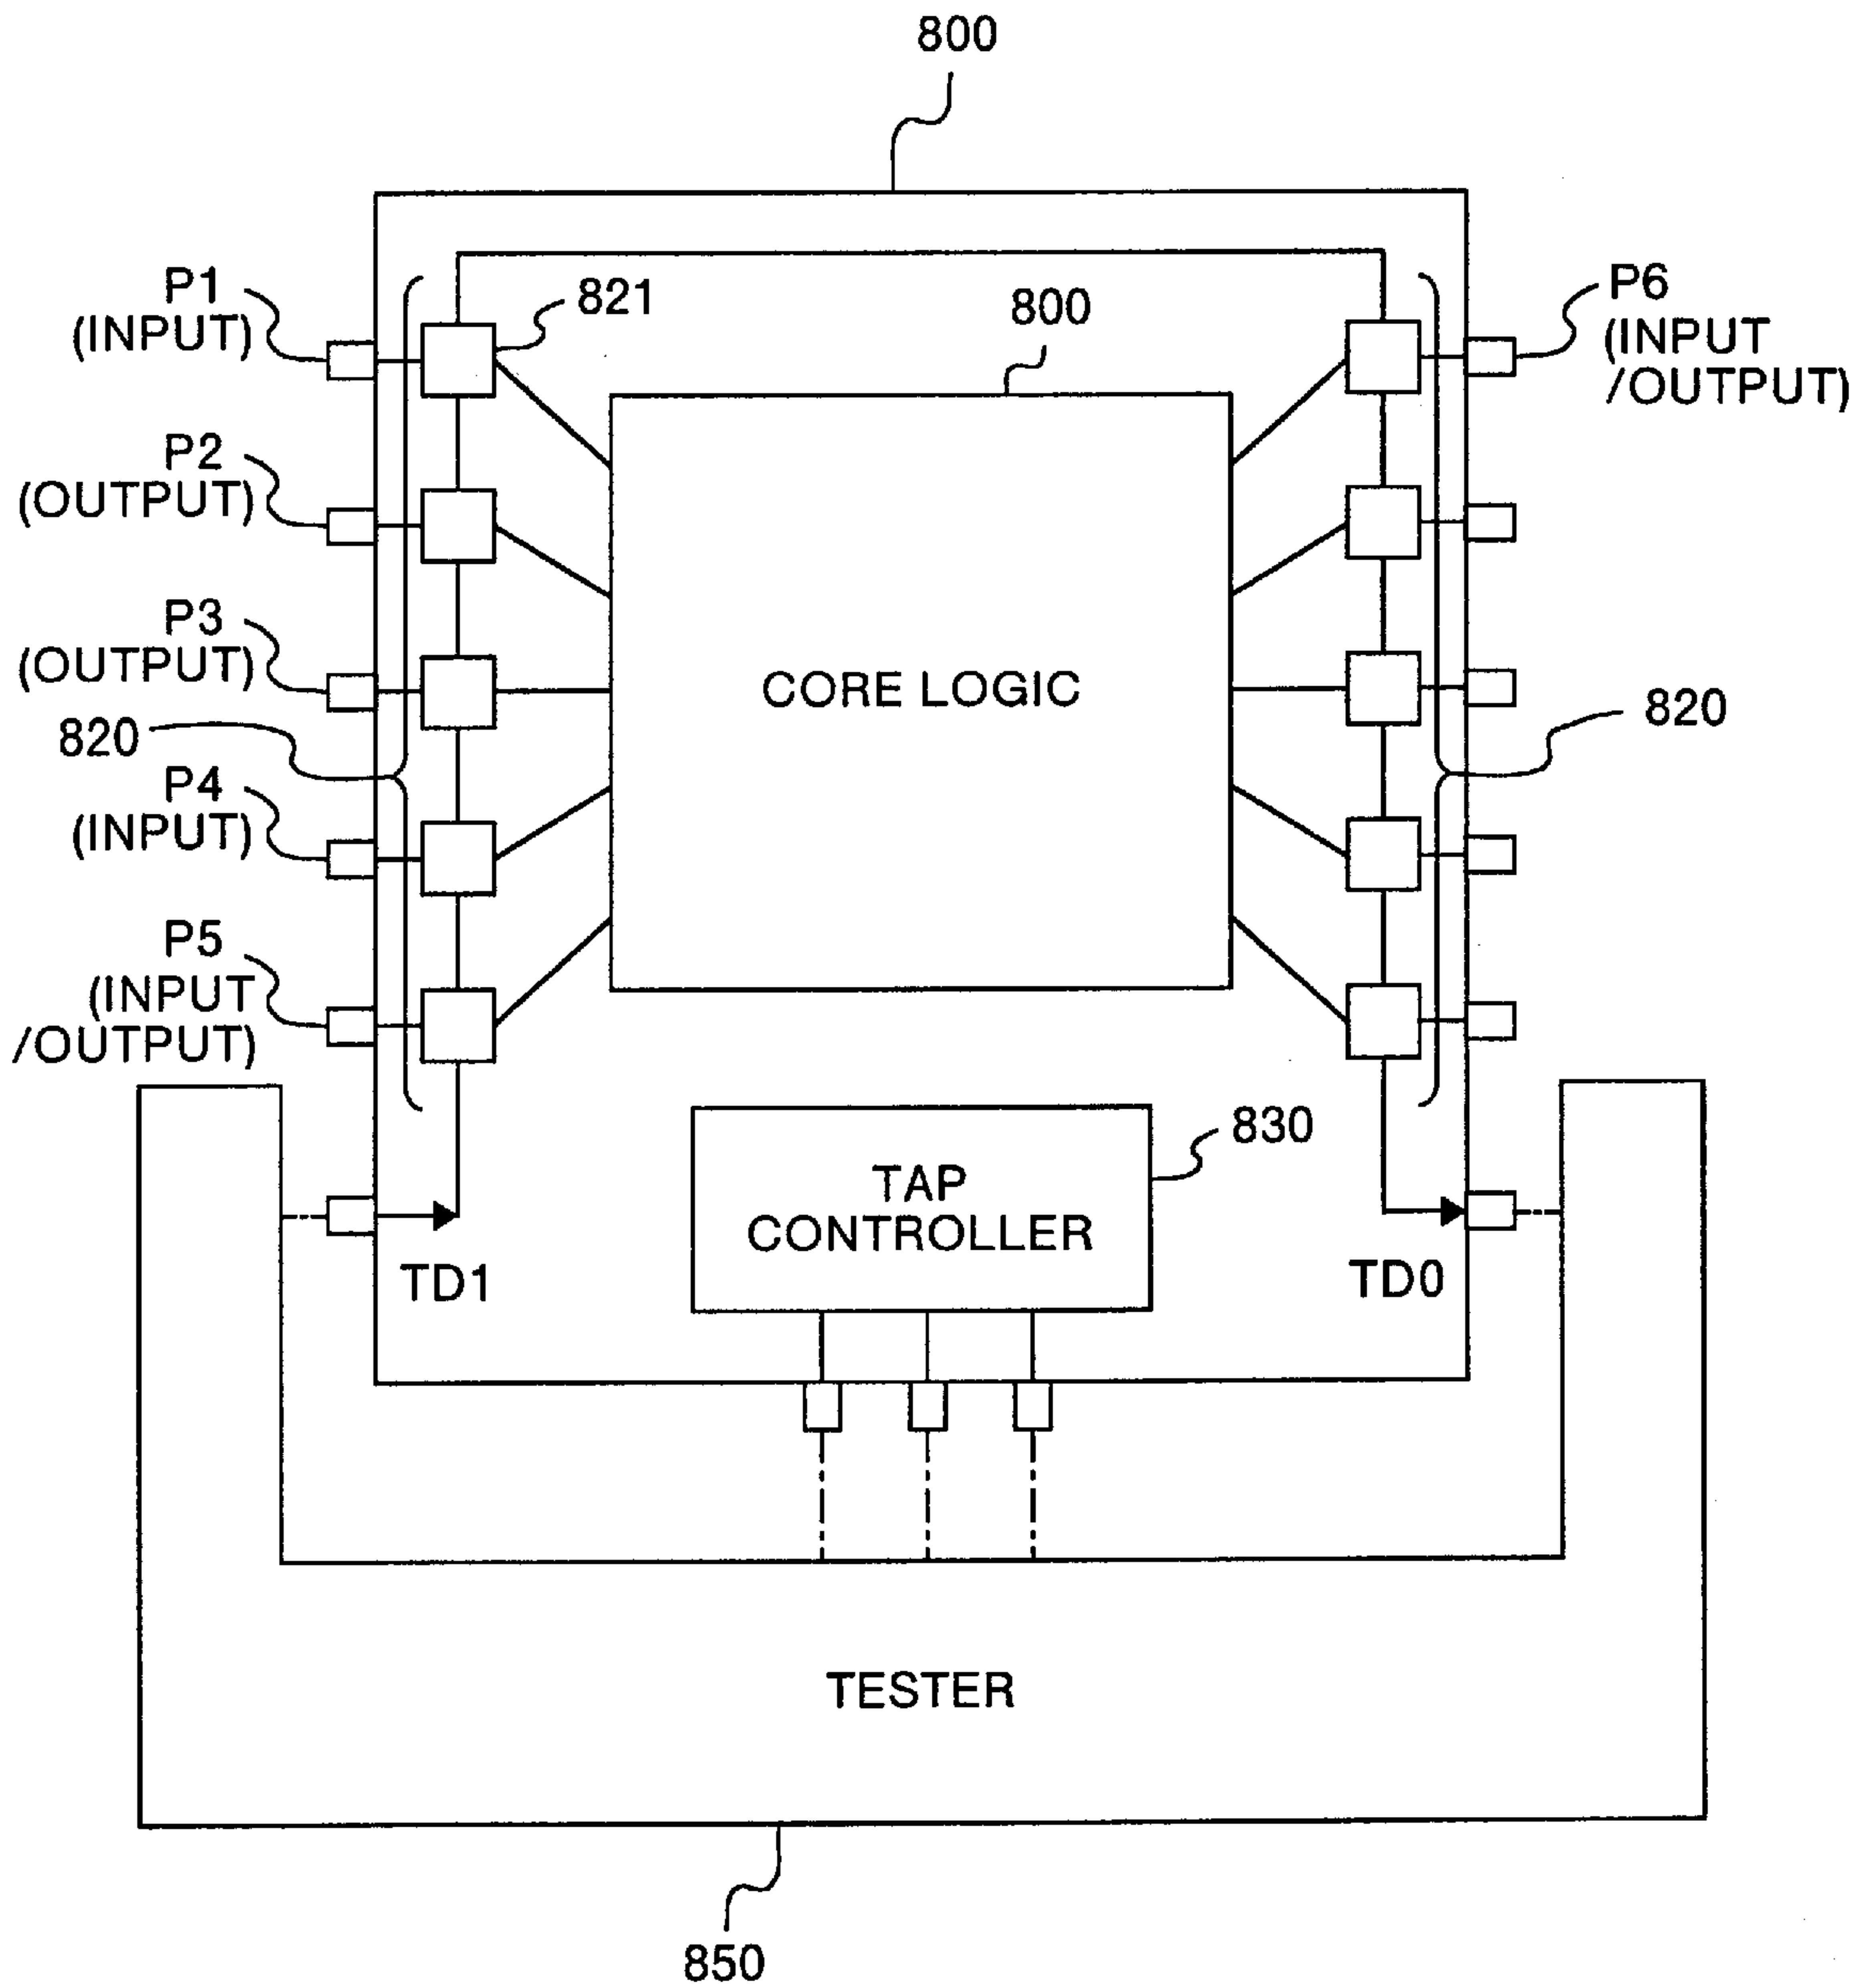 800
P1
(INPUT)
821
800
P6
(INPUT
/OUTPUT)
P2
(OUTPUT)
P3
(OUTPUT)
CORE LOGIC
820
820
P4
(INPUT)
P5
(INPUT
/OUTPUT)
830
TAP
CONTROLLER
TD1
TD0
TESTER
850